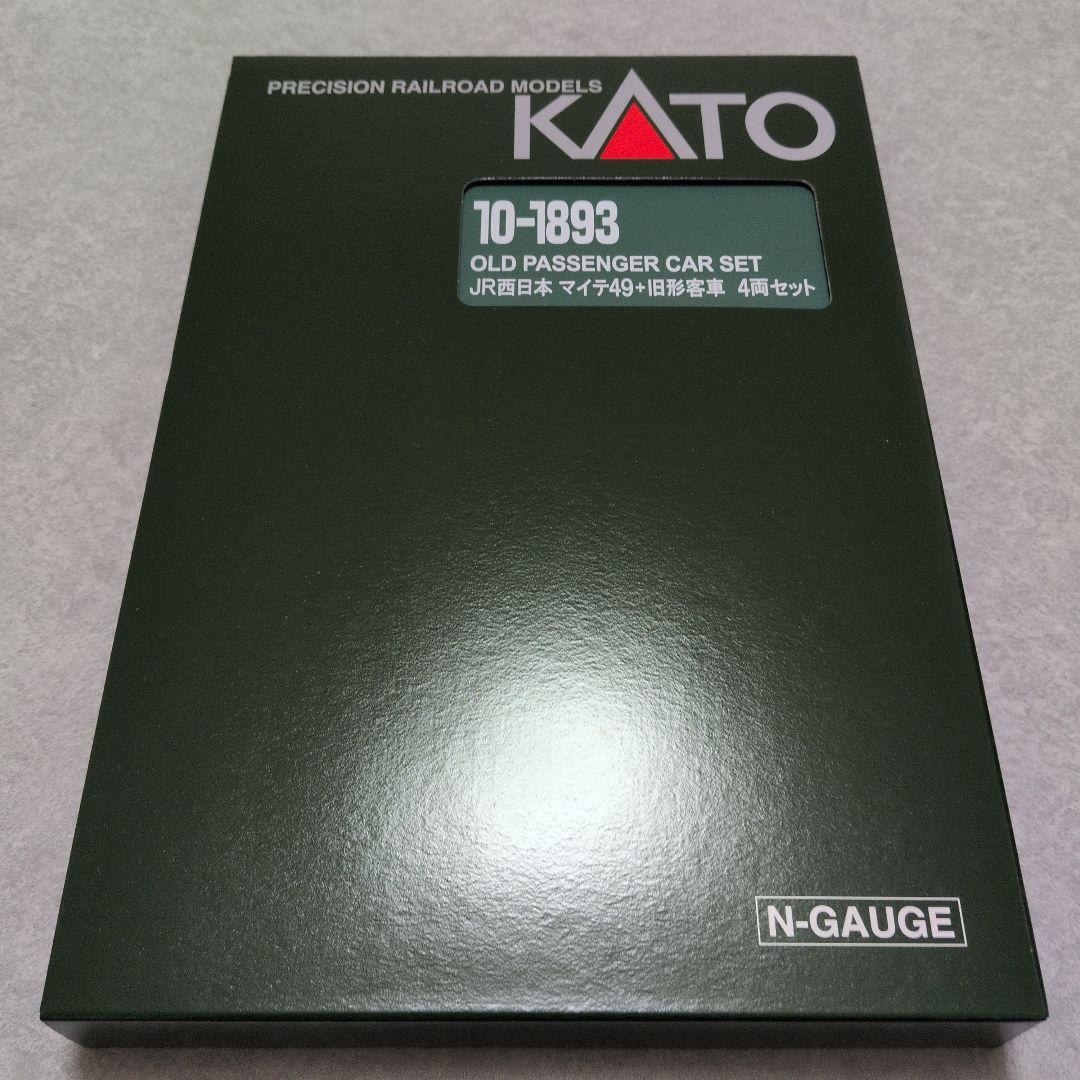 PRECISION RAILROAD MODELS
KATO
10-1893
OLD PASSENGER CAR SET
JR西日本 マイテ49+旧形客車 4両セット
N-GAUGE